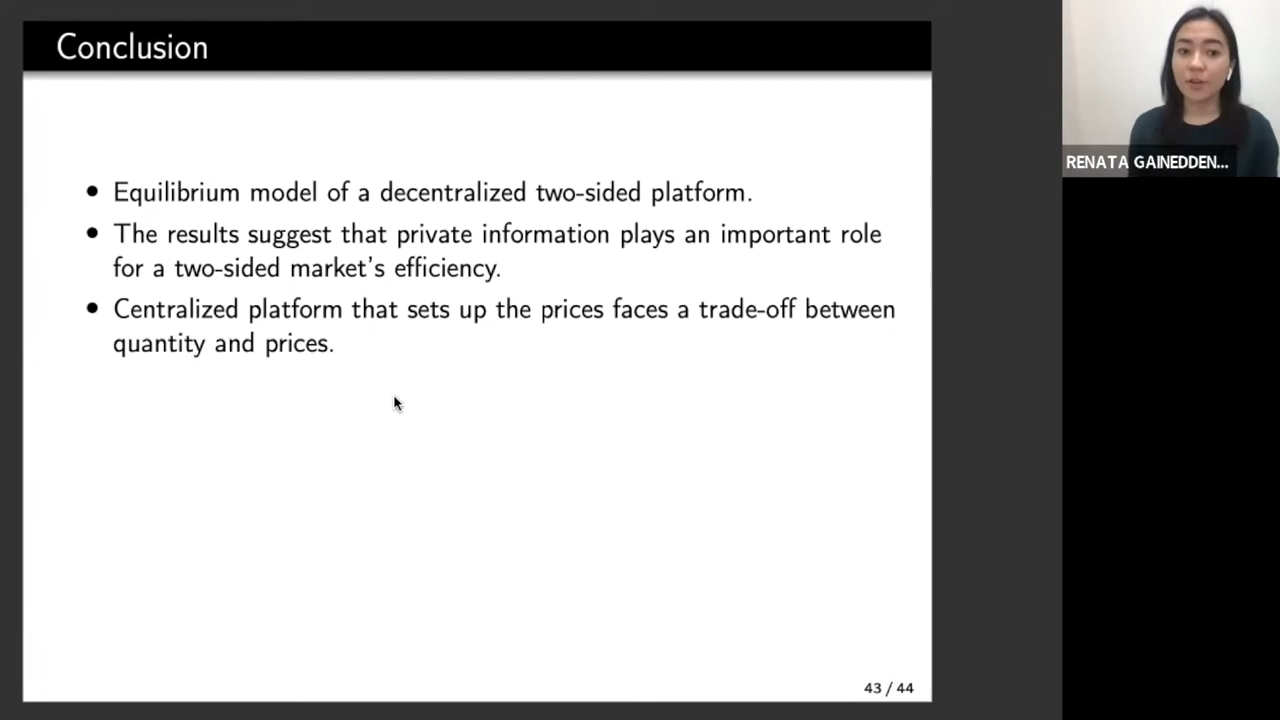 Conclusion
RENATA GAINEDDEN...
• Equilibrium model of a decentralized two-sided platform.
• The results suggest that private information plays an important role
for a two-sided market's efficiency.
• Centralized platform that sets up the prices faces a trade-off between
quantity and prices.
43 / 44